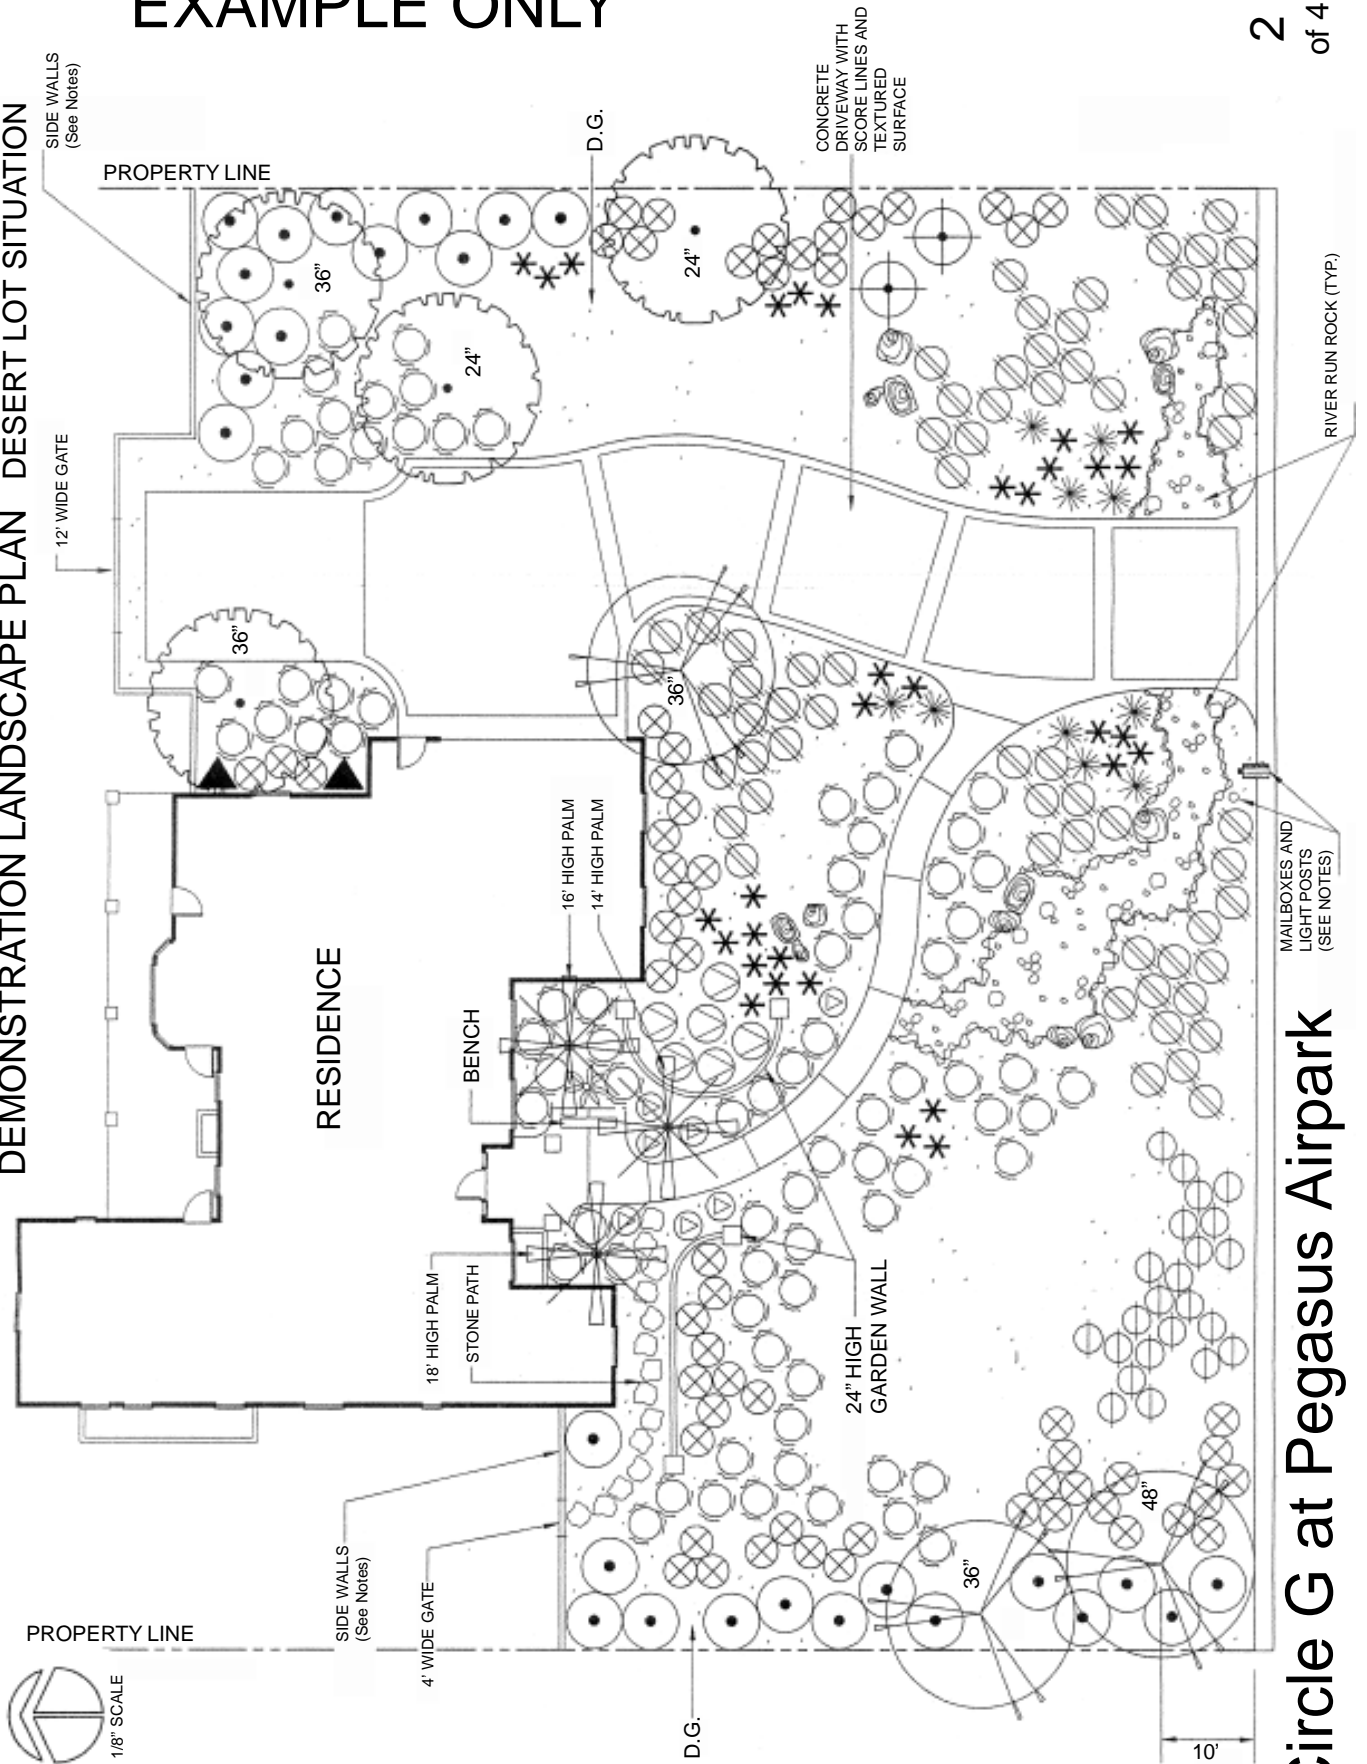 EXAMPLE ONLY
DEMONSTRATION LANDSCAPE PLAN DESERT LOT SITUATION
SIDE WALLS
(See Notes)
PROPERTY LINE
12' WIDE GATE
D.G.
CONCRETE
DRIVEWAY WITH
SCORE LINES AND
TEXTURED
SURFACE
2
of 4
36"
24"
24"
36"
36"
RIVER RUN ROCK (TYP.)
16' HIGH PALM
14' HIGH PALM
RESIDENCE
BENCH
MAILBOXES AND
LIGHT POSTS
(SEE NOTES)
18' HIGH PALM
STONE PATH
24" HIGH
GARDEN WALL
SIDE WALLS
(See Notes)
4' WIDE GATE
PROPERTY LINE
1/8" SCALE
D.G.
36"
48"
10'
Circle G at Pegasus Airpark